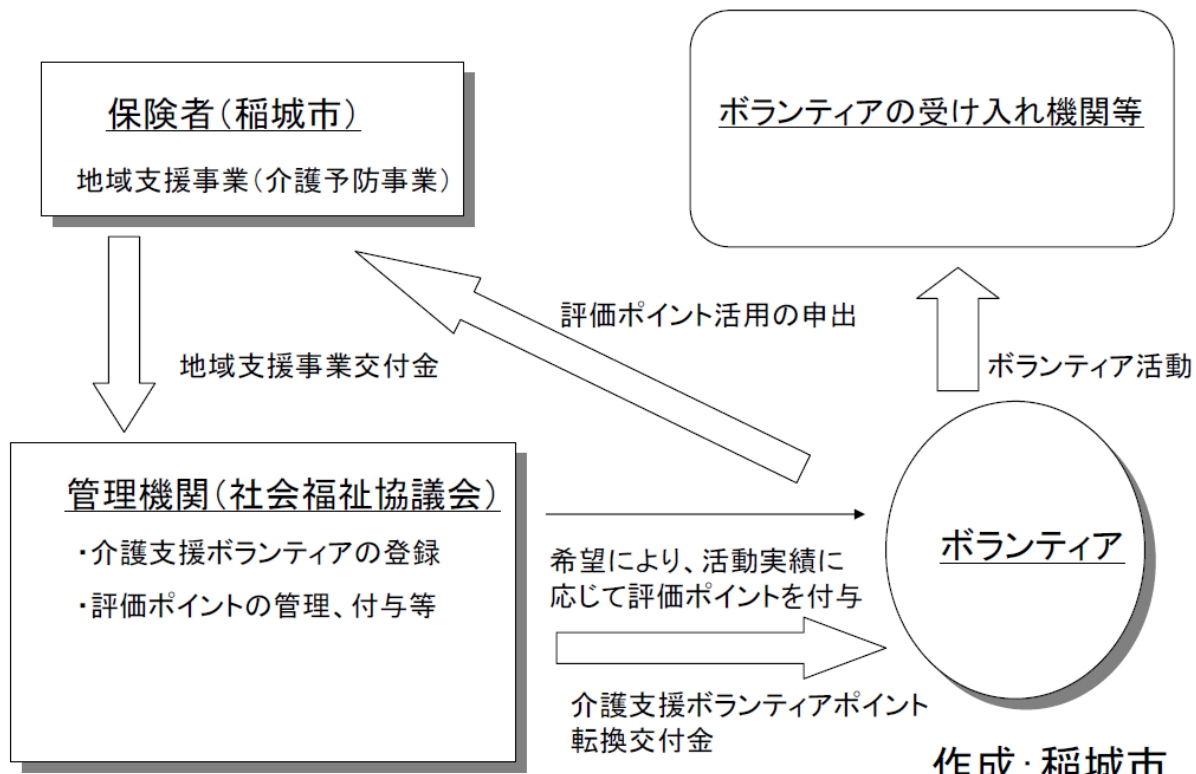 保険者(稲城市)
地域支援事業(介護予防事業)
ボランティアの受け入れ機関等
評価ポイント活用の申出
地域支援事業交付金
ボランティア活動
管理機関(社会福祉協議会)
・介護支援ボランティアの登録
・評価ポイントの管理、付与等
希望により、活動実績に
応じて評価ポイントを付与
ボランティア
介護支援ボランティアポイント
転換交付金
作成:稲城市